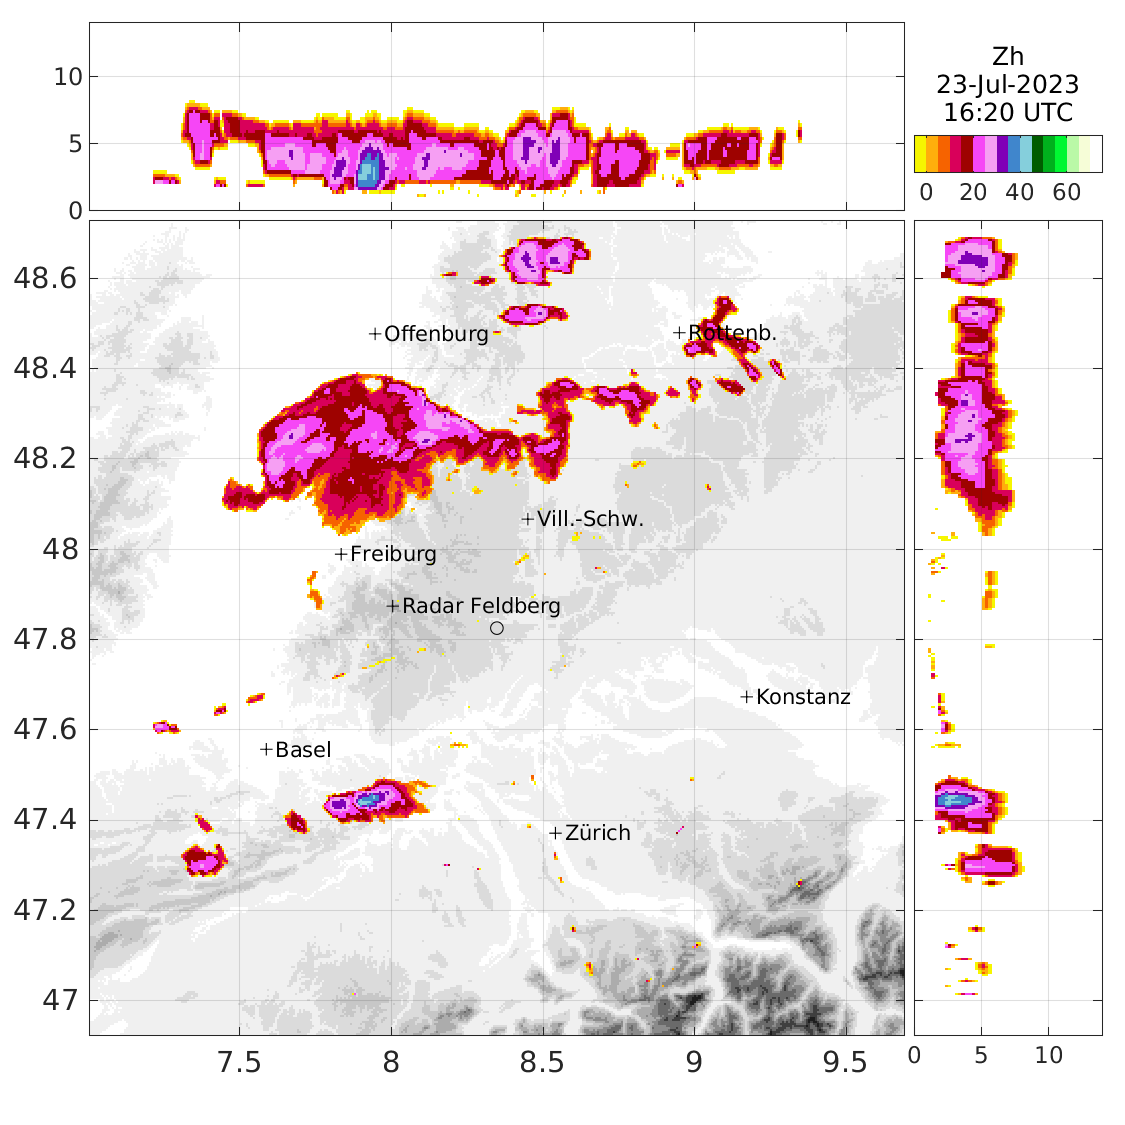 10
5
0
Zh
23-Jul-2023
16:20 UTC
0 20 40 60
48.6
48.4
48.2
48
47.8
47.6
47.4
47.2
47
+Offenburg
+Rottenb.
+Vill.-Schw.
+Freiburg
+Radar Feldberg
+Konstanz
+Basel
+Zürich
7.5 8 8.5 9 9.5
0 5 10